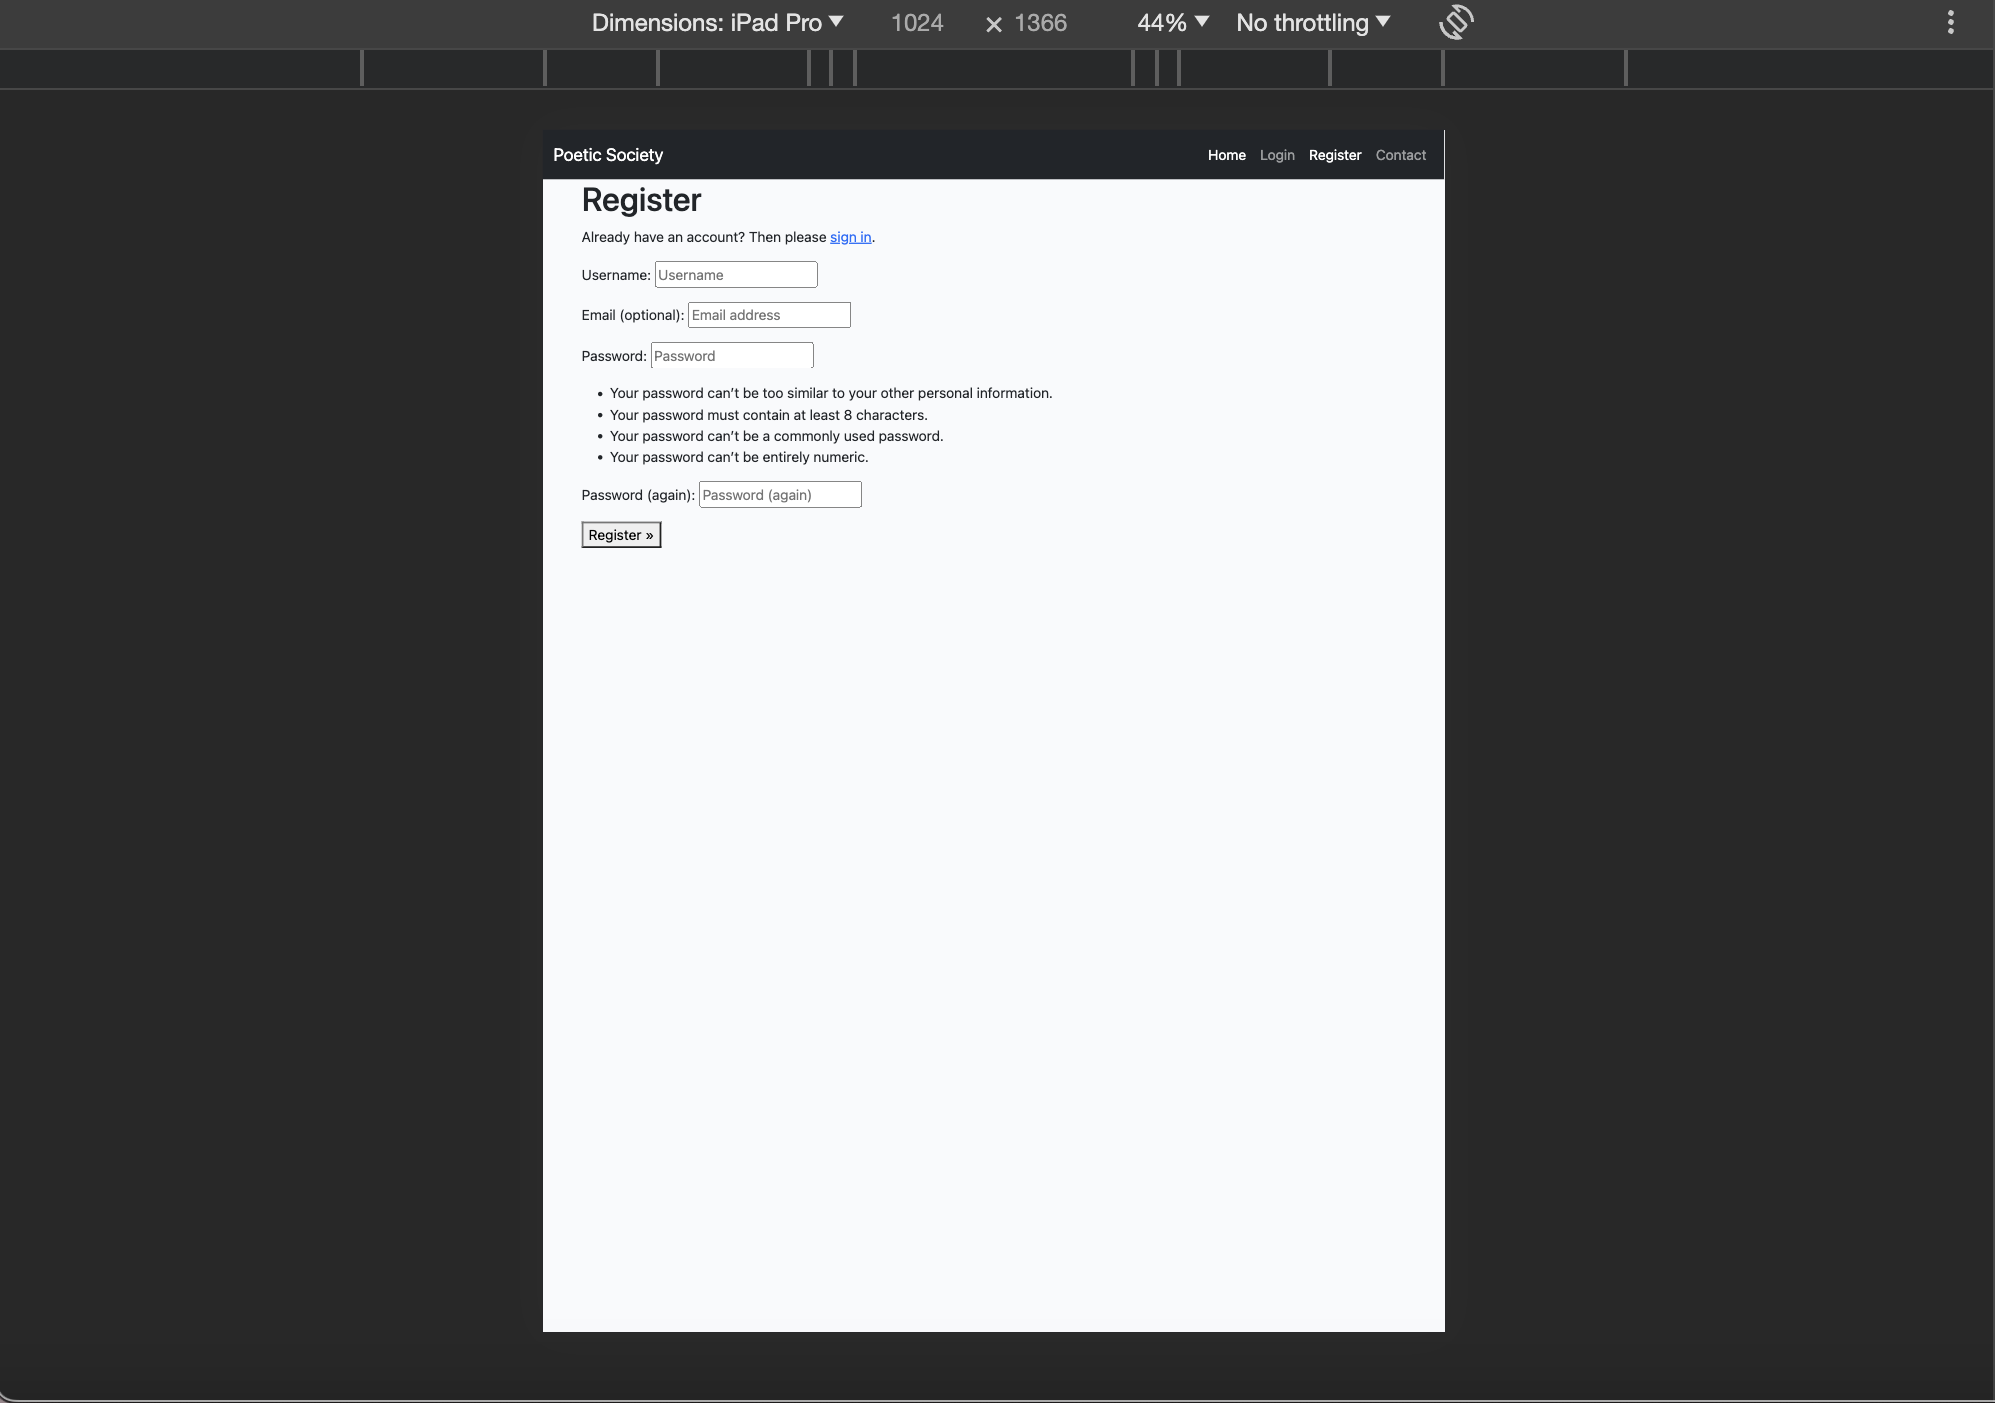 Dimensions: iPad Pro 1024 × 1366 44% No throttling
Poetic Society Home Login Register Contact
Register
Already have an account? Then please sign in.
Username: Username
Email (optional): Email address
Password: Password
• Your password can’t be too similar to your other personal information.
• Your password must contain at least 8 characters.
• Your password can’t be a commonly used password.
• Your password can’t be entirely numeric.
Password (again): Password (again)
Register »